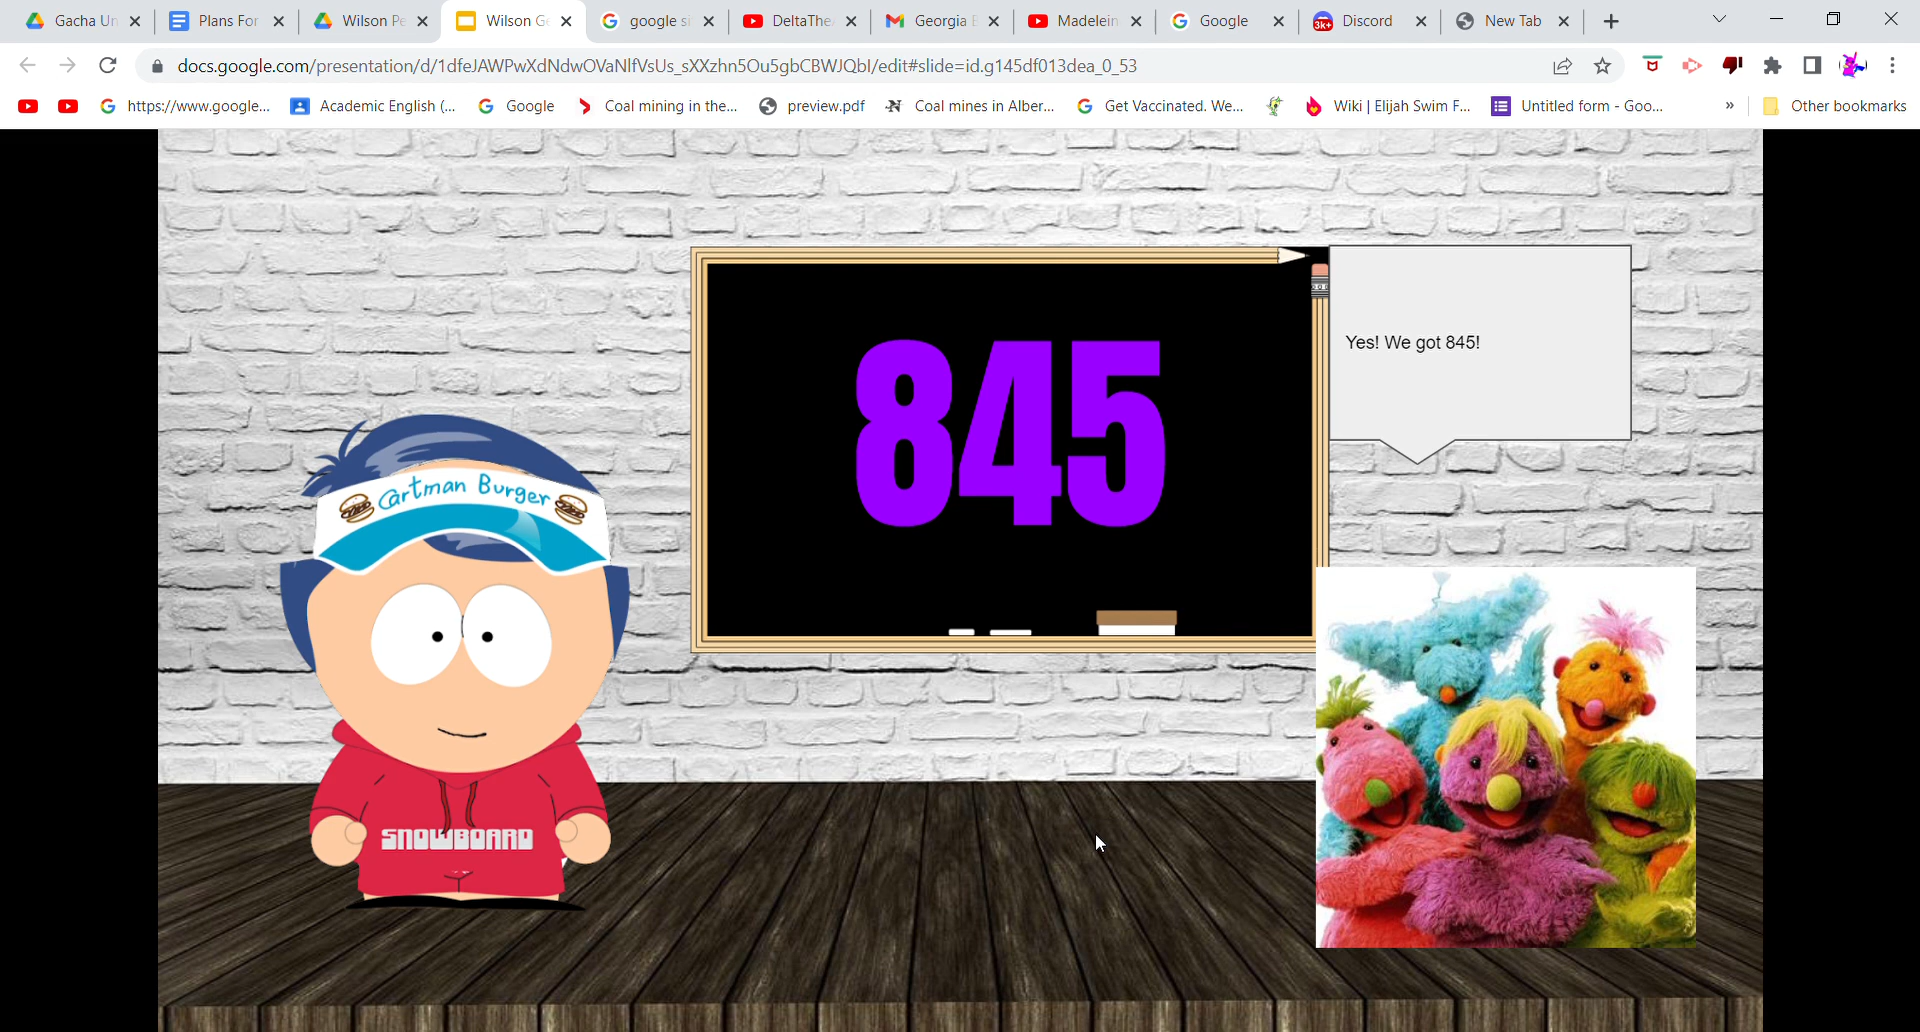 Gacha Un
Plans For
Wilson Pe
Wilson Ge
google si
DeltaThe
Georgia E
Madelein
Google
Discord
New Tab
docs.google.com/presentation/d/1dfeJAWPwXdNdwOVaNlfVsUs_sXXzhn5Ou5gbCBWJQbI/edit#slide=id.g145df013dea_0_53
https://www.google...
Academic English (...
Google
Coal mining in the...
preview.pdf
Coal mines in Alber...
Get Vaccinated. We...
Wiki | Elijah Swim F...
Untitled form - Goo...
»
Other bookmarks
845
Yes! We got 845!
Cartman Burger
SNOWBOARD